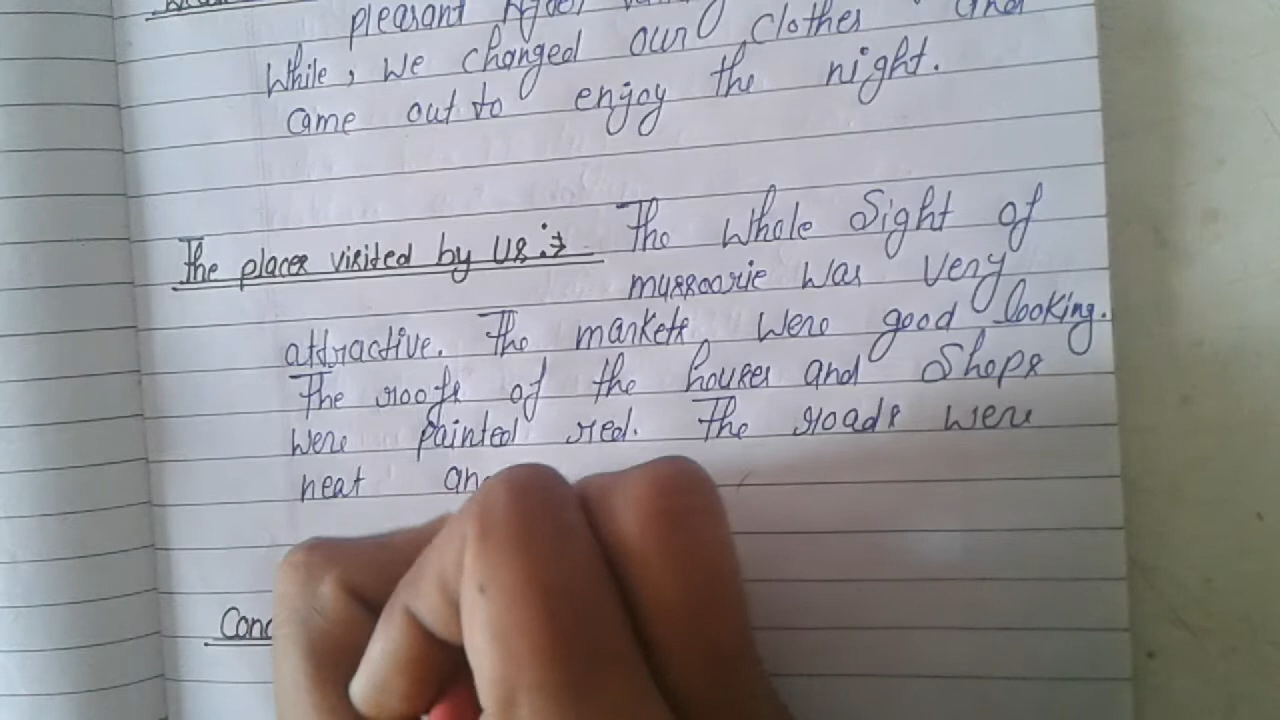 pleasant
While, we changed our clothes and
came out to enjoy the night.
The places visited by us :→ The whole Sight of
mussoorie was very
attractive. The markets were good looking.
The roofs of the houses and Shops
were painted red. The roads were
neat an
Conc